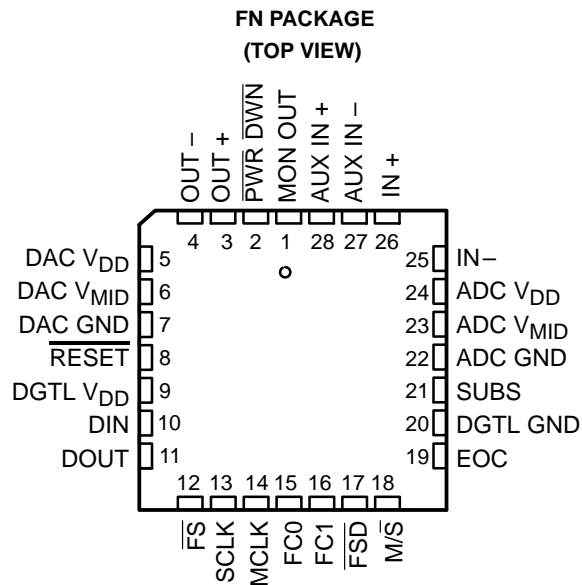 FN PACKAGE
(TOP VIEW)
OUT –
OUT +
PWR DWN
MON OUT
AUX IN +
AUX IN –
IN +
4 3 2 1 28 27 26
DAC VDD 5
DAC VMID 6
DAC GND 7
RESET 8
DGTL VDD 9
DIN 10
DOUT 11
25 IN–
24 ADC VDD
23 ADC VMID
22 ADC GND
21 SUBS
20 DGTL GND
19 EOC
12 13 14 15 16 17 18
FS
SCLK
MCLK
FC0
FC1
FSD
M/S